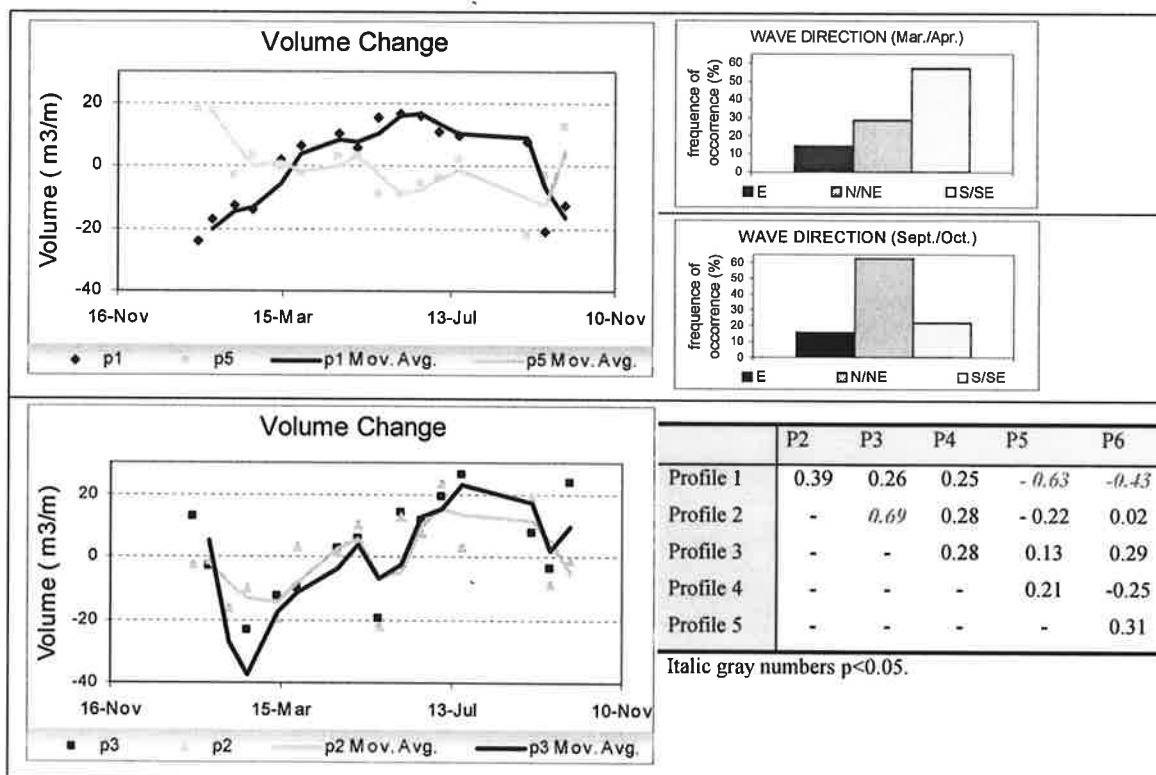 Volume Change
Volume ( m3/m)
20
0
-20
-40
16-Nov 15-Mar 13-Jul 10-Nov
p1 p5 p1 Mov. Avg. p5 Mov. Avg.
WAVE DIRECTION (Mar./Apr.)
frequence of
occorrence (%)
60
50
40
30
20
10
0
E N/NE S/SE
WAVE DIRECTION (Sept./Oct.)
frequence of
occorrence (%)
60
50
40
30
20
10
0
E N/NE S/SE
Volume Change
Volume (m3/m)
20
0
-20
-40
16-Nov 15-Mar 13-Jul 10-Nov
p3 p2 p2 Mov. Avg. p3 Mov. Avg.
P2 P3 P4 P5 P6
Profile 1 0.39 0.26 0.25 - 0.63 -0.43
Profile 2 - 0.69 0.28 - 0.22 0.02
Profile 3 - - 0.28 0.13 0.29
Profile 4 - - - 0.21 -0.25
Profile 5 - - - - 0.31
Italic gray numbers p<0.05.